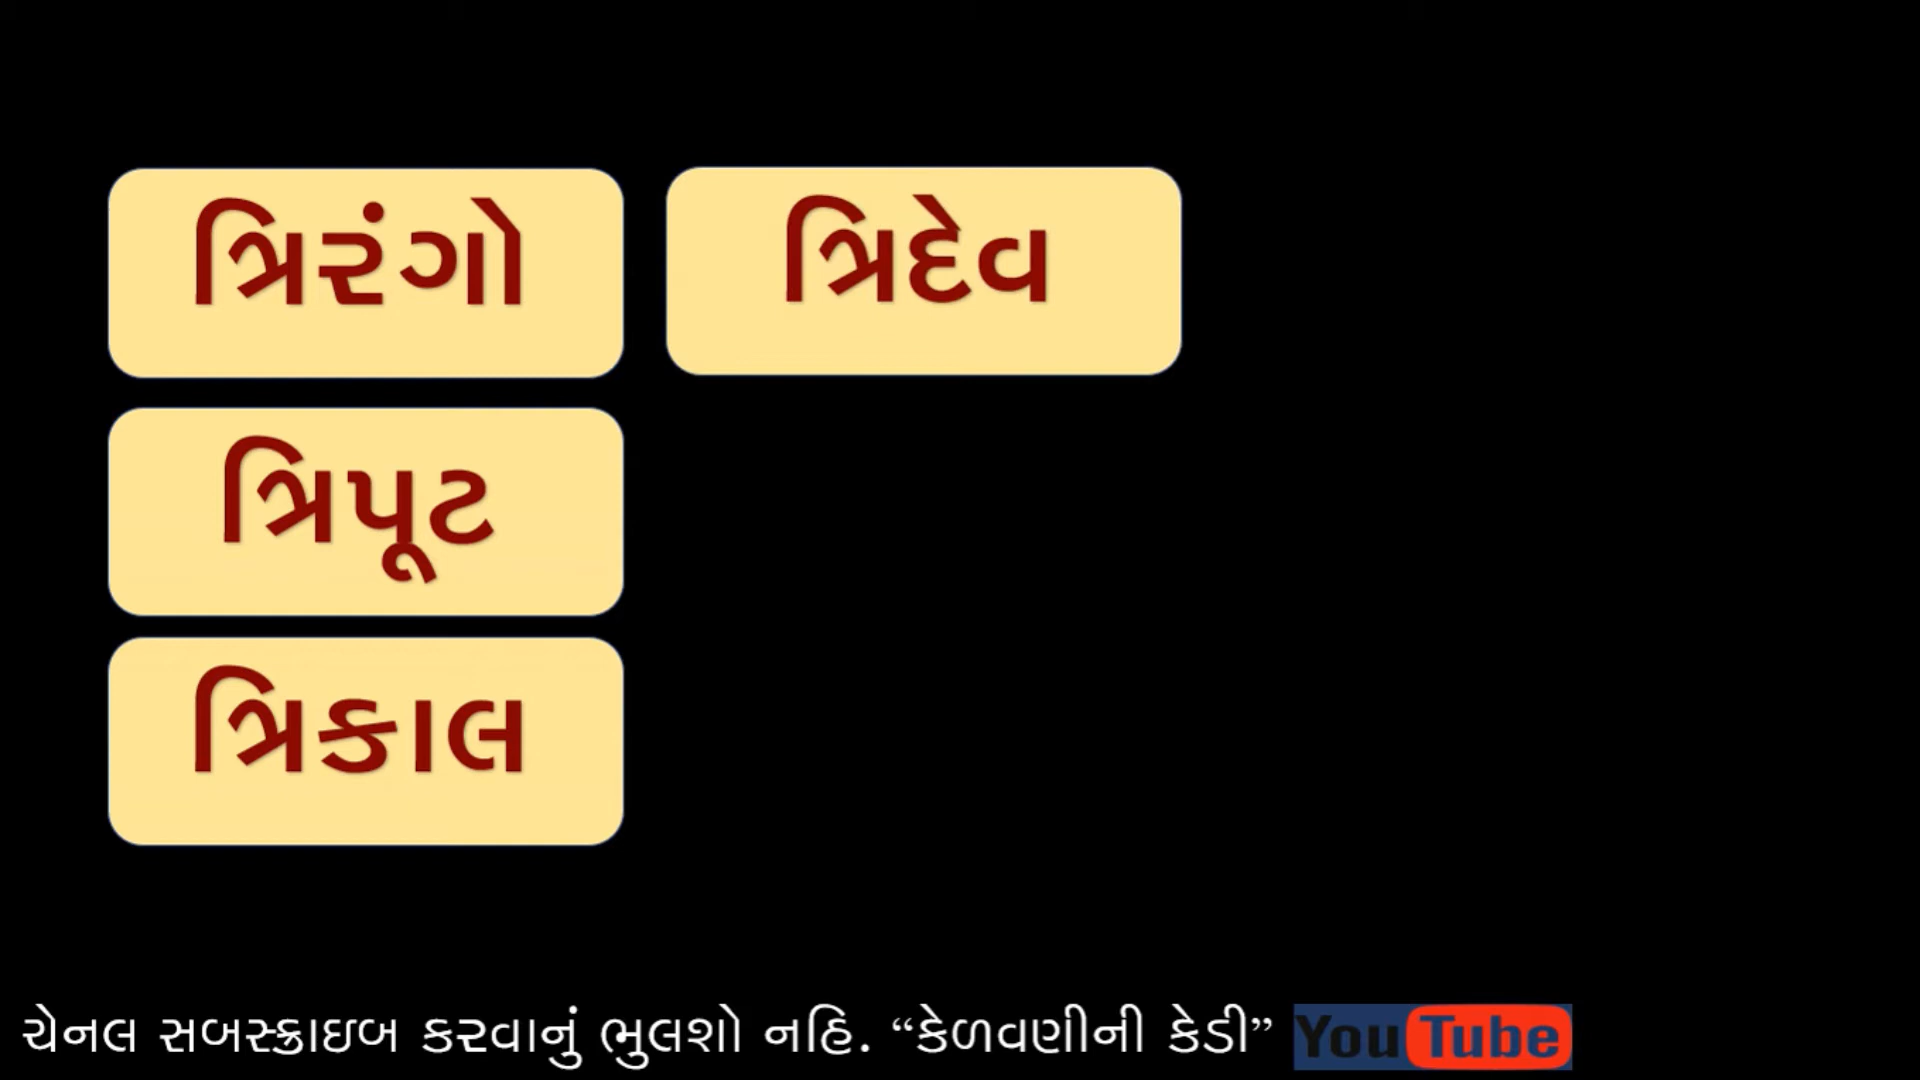 ત્રિરંગો ત્રિદેવ
ત્રિપૂટ
ત્રિકાલ
ચેનલ સબસ્ક્રાઇબ કરવાનું ભુલશો નહિ. “કેળવણીની કેડી” YouTube